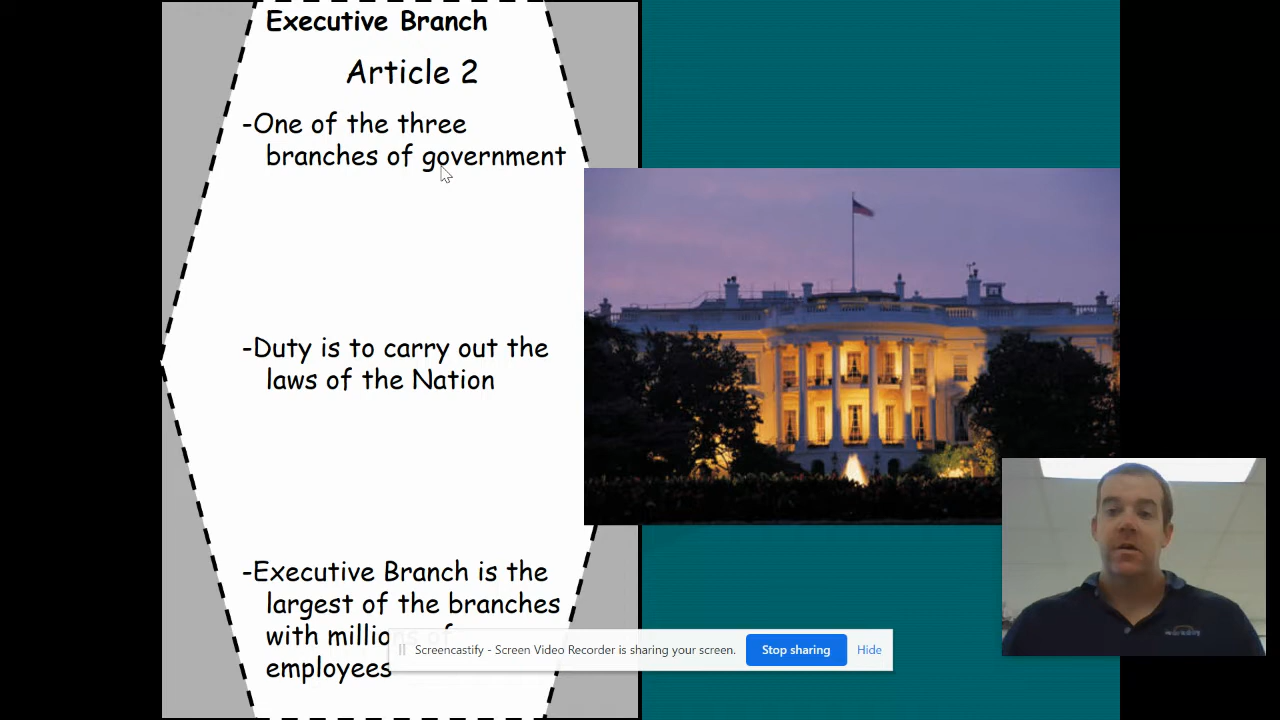 Executive Branch
Article 2
-One of the three
branches of government
-Duty is to carry out the
laws of the Nation
-Executive Branch is the
largest of the branches
with millions of
employees
Screencastify - Screen Video Recorder is sharing your screen.
Stop sharing
Hide